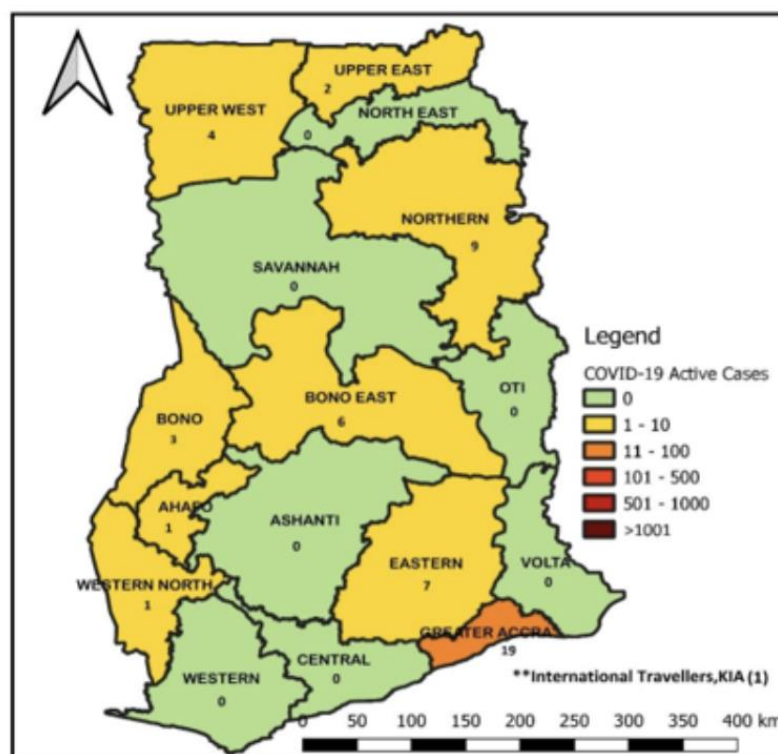 UPPER EAST
2
UPPER WEST
4
NORTH EAST
0
NORTHERN
9
SAVANNAH
0
Legend
COVID-19 Active Cases
0
1 - 10
11 - 100
101 - 500
501 - 1000
>1001
OTI
0
BONO EAST
6
BONO
3
AHAFO
1
ASHANTI
0
EASTERN
7
VOLTA
0
WESTERN NORTH
1
GREATER ACCRA
19
CENTRAL
0
WESTERN
0
**International Travellers,KIA (1)
0 50 100 150 200 250 300 350 400 km